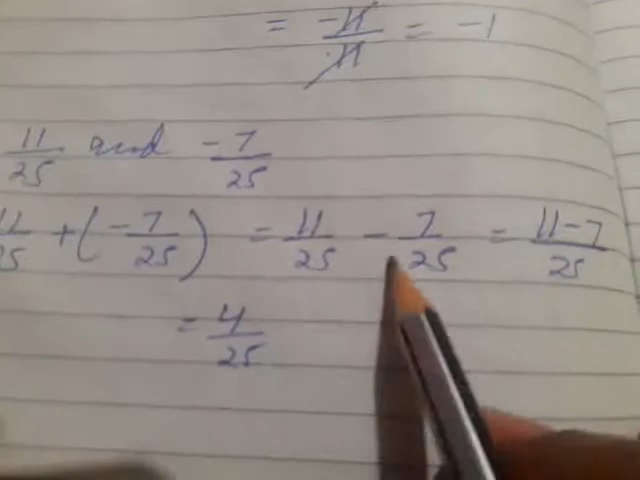 = -11/11 = -1
11/25 and -7/25
11/25 + (-7/25) = 11/25 - 7/25 = 11-7/25
= 4/25